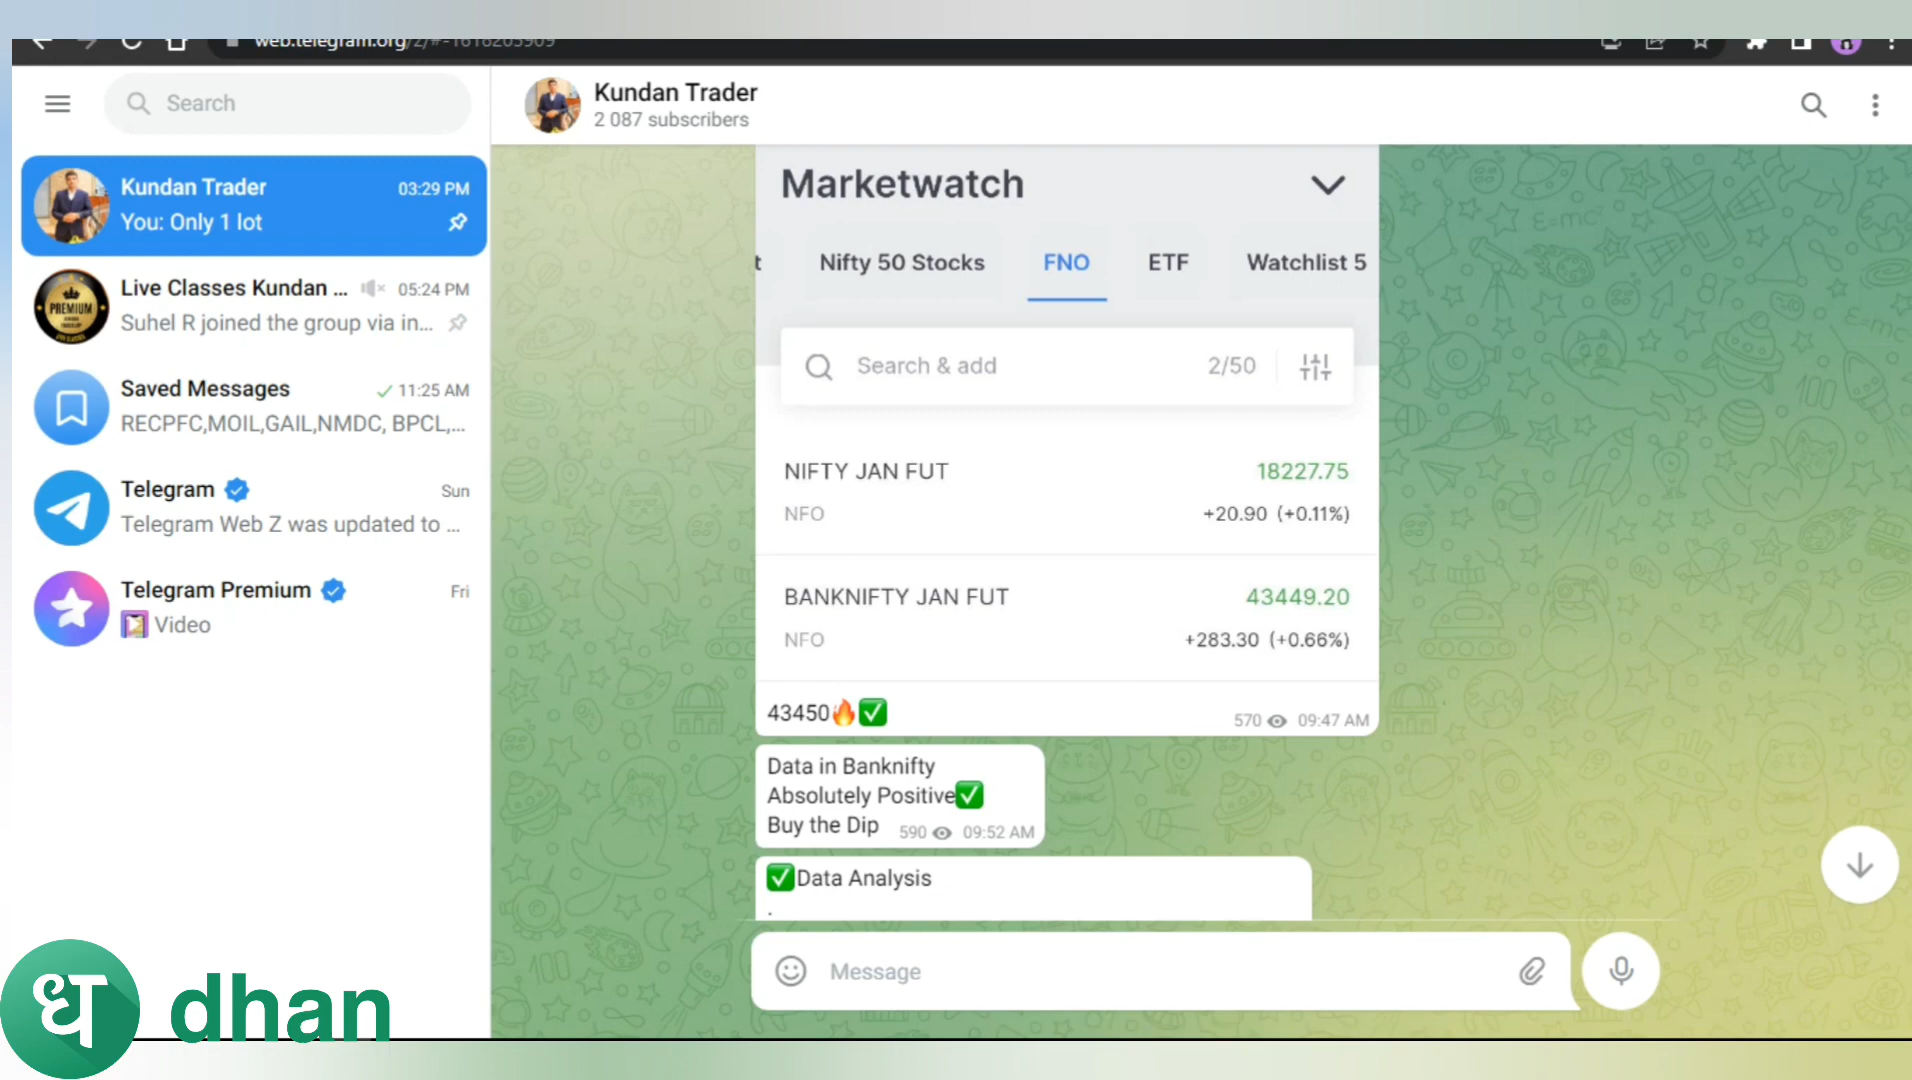 web.telegram.org/z/#-1618205909
Search
Kundan Trader
03:29 PM
You: Only 1 lot
Live Classes Kundan ...
05:24 PM
PREMIUM
Suhel R joined the group via in...
Saved Messages
11:25 AM
RECPFC,MOIL,GAIL,NMDC, BPCL,...
Telegram
Sun
Telegram Web Z was updated to ...
Telegram Premium
Fri
Video
Kundan Trader
2 087 subscribers
Marketwatch
t Nifty 50 Stocks FNO ETF Watchlist 5
Search & add 2/50
NIFTY JAN FUT 18227.75
NFO +20.90 (+0.11%)
BANKNIFTY JAN FUT 43449.20
NFO +283.30 (+0.66%)
43450🔥✅
570 09:47 AM
Data in Banknifty
Absolutely Positive✅
Buy the Dip 590 09:52 AM
✅Data Analysis
.
Message
ध dhan